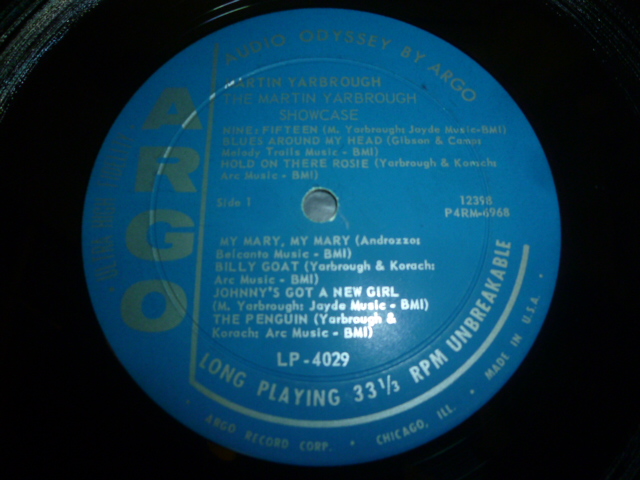 AUDIO ODYSSEY BY ARGO
ARGO
MARTIN YARBROUGH
THE MARTIN YARBROUGH
SHOWCASE
NINE: FIFTEEN (M. Yarbrough: Jayde Music-BMI)
BLUES AROUND MY HEAD (Gibson & Camp:
Melody Trails Music - BMI)
HOLD ON THERE ROSIE (Yarbrough & Korach:
Arc Music - BMI)
Side 1
12398
P4RM-6968
MY MARY, MY MARY (Androzzo:
Belcanto Music - BMI)
BILLY GOAT (Yarbrough & Korach:
Arc Music - BMI)
JOHNNY'S GOT A NEW GIRL
(M. Yarbrough: Jayde Music - BMI)
THE PENGUIN (Yarbrough &
Korach: Arc Music - BMI)
LP-4029
LONG PLAYING 33 1/3 RPM UNBREAKABLE
• ARGO RECORD CORP. • CHICAGO, ILL. • MADE IN U.S.A. •